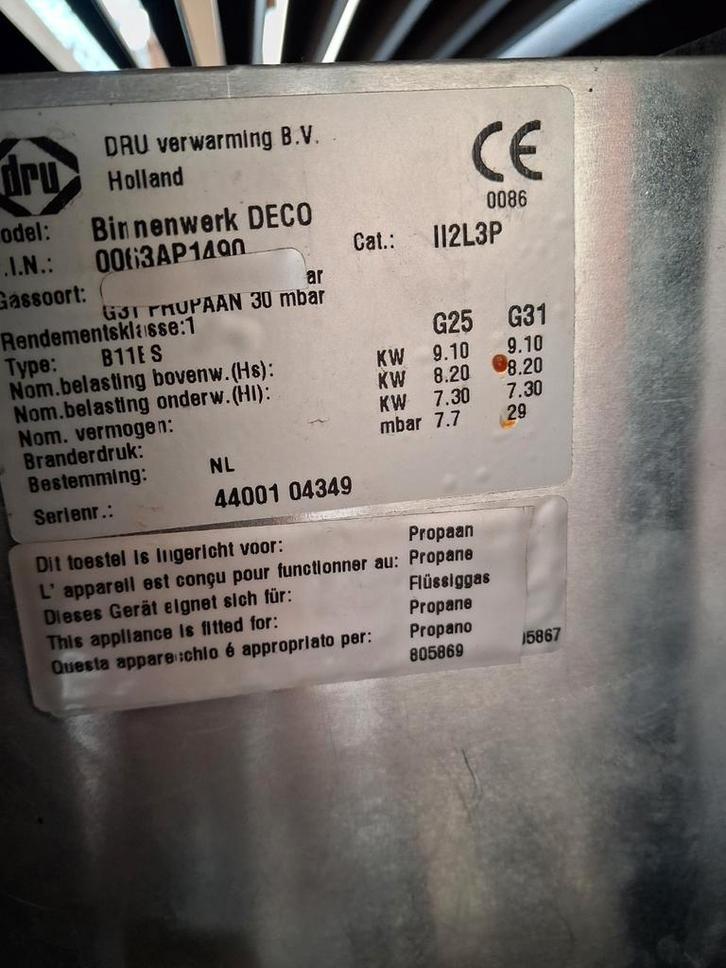 dru
DRU verwarming B.V.
Holland
CE
0086
odel: Binnenwerk DECO
.I.N.: 0063AP1490
Cat.: II2L3P
Gassoort: ar
G31 PROPAAN 30 mbar
Rendementsklasse:1
G25 G31
Type: B11BS
Nom.belasting bovenw.(Hs): KW 9.10 9.10
Nom.belasting onderw.(Hi): KW 8.20 8.20
Nom. vermogen: KW 7.30 7.30
Branderdruk: mbar 7.7 29
Bestemming: NL
Serienr.: 44001 04349
Dit toestel is ingericht voor: Propaan
L' appareil est conçu pour functionner au: Propane
Dieses Gerät eignet sich für: Flüssiggas
This appliance is fitted for: Propane
Questa apparecchio é appropriato per: Propano
805869 5867